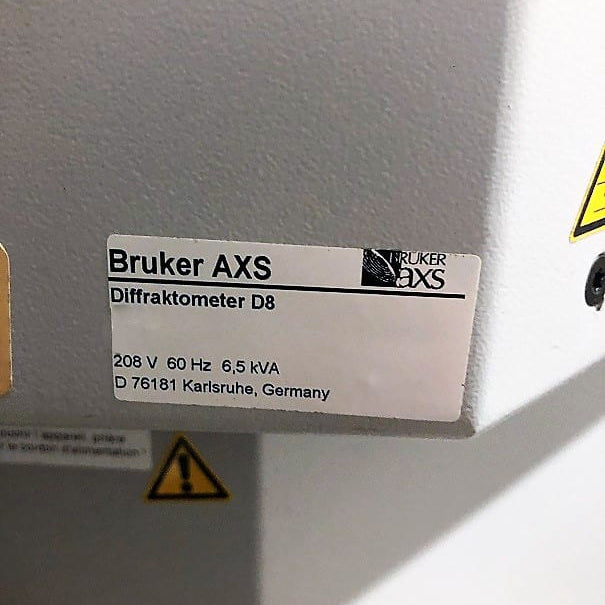 Bruker AXS
BRUKER
axs
Diffraktometer D8
208 V 60 Hz 6,5 kVA
D 76181 Karlsruhe, Germany